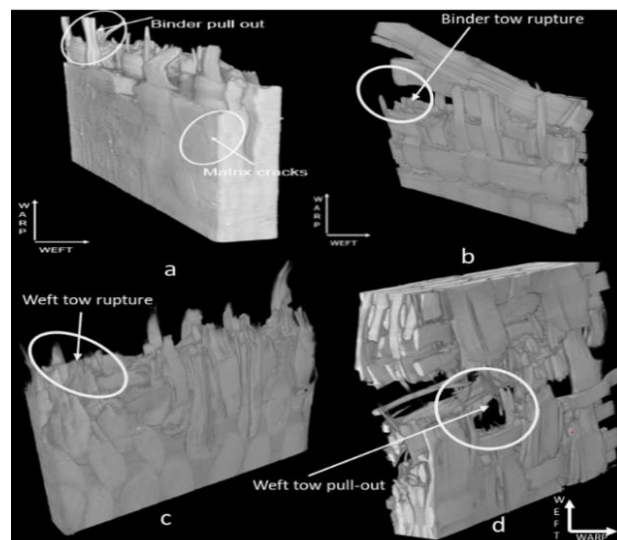 Binder pull out
Matrix cracks
WARP
WEFT
a
Binder tow rupture
WARP
WEFT
b
Weft tow rupture
c
Weft tow pull-out
d
WEFT
WARP